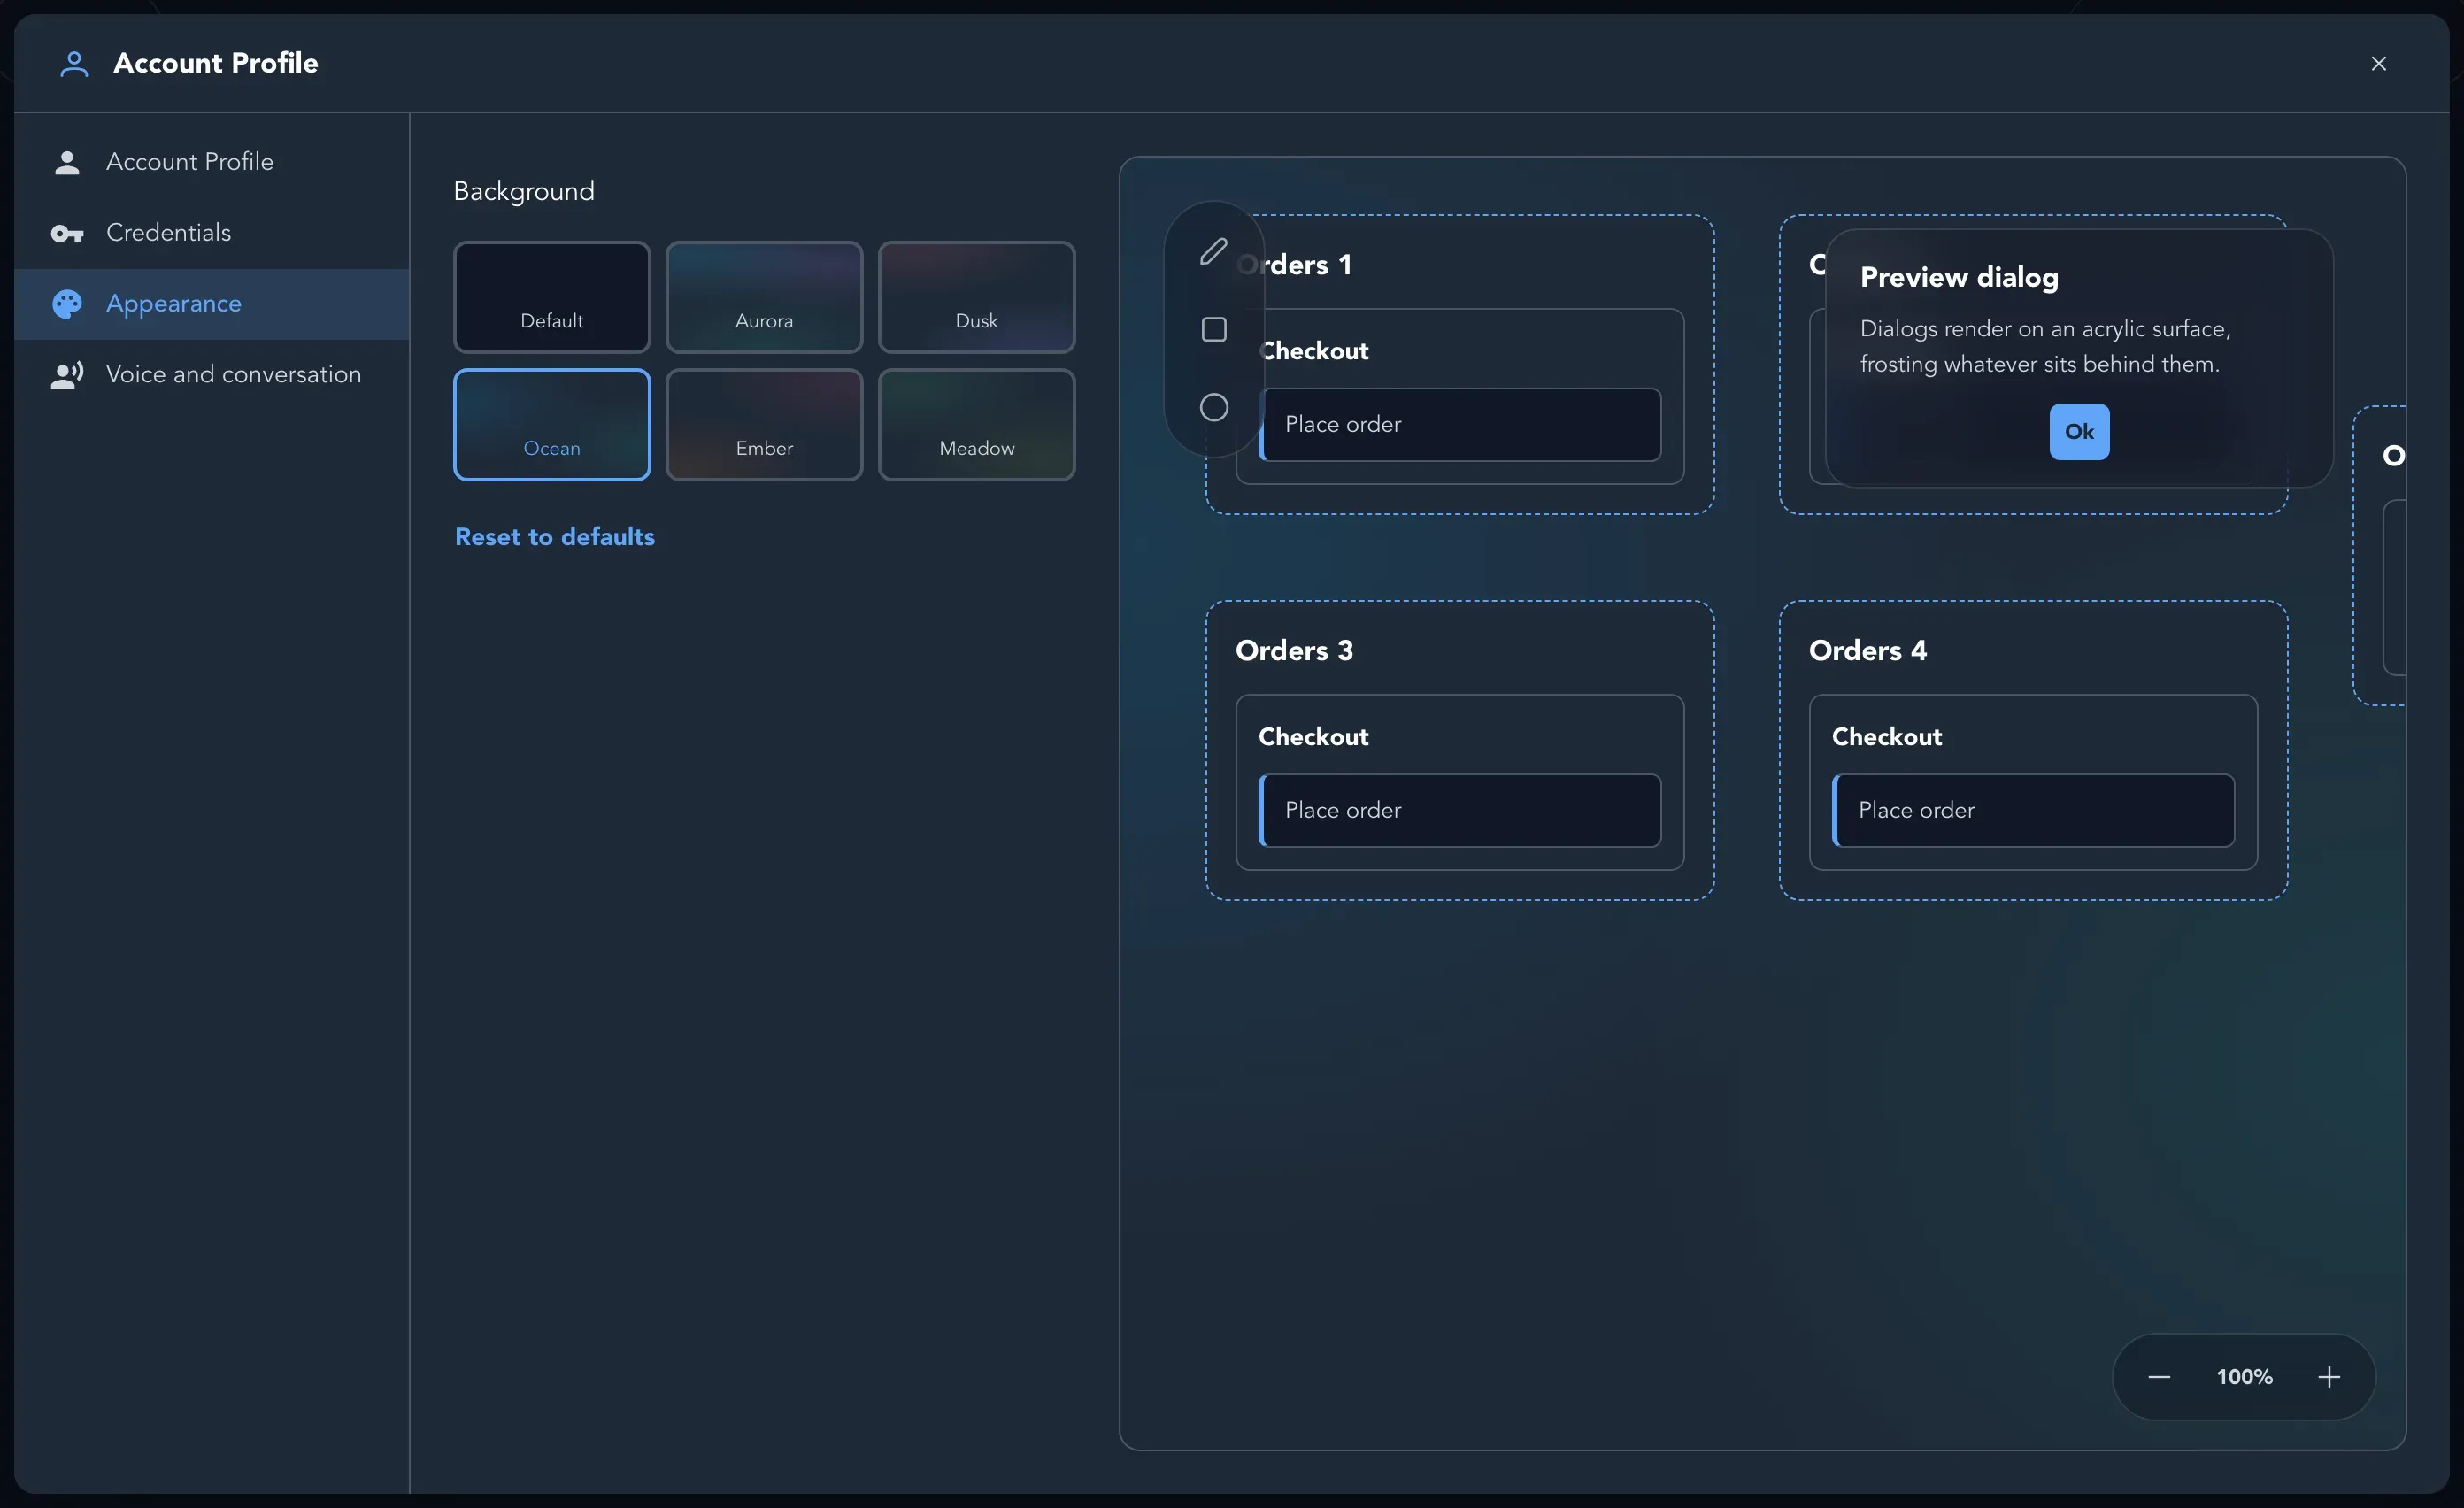 Account Profile
Account Profile
Credentials
Appearance
Voice and conversation
Background
Default
Aurora
Dusk
Ocean
Ember
Meadow
Reset to defaults
Orders 1
Checkout
Place order
Preview dialog
Dialogs render on an acrylic surface,
frosting whatever sits behind them.
Ok
Orders 3
Checkout
Place order
Orders 4
Checkout
Place order
100%